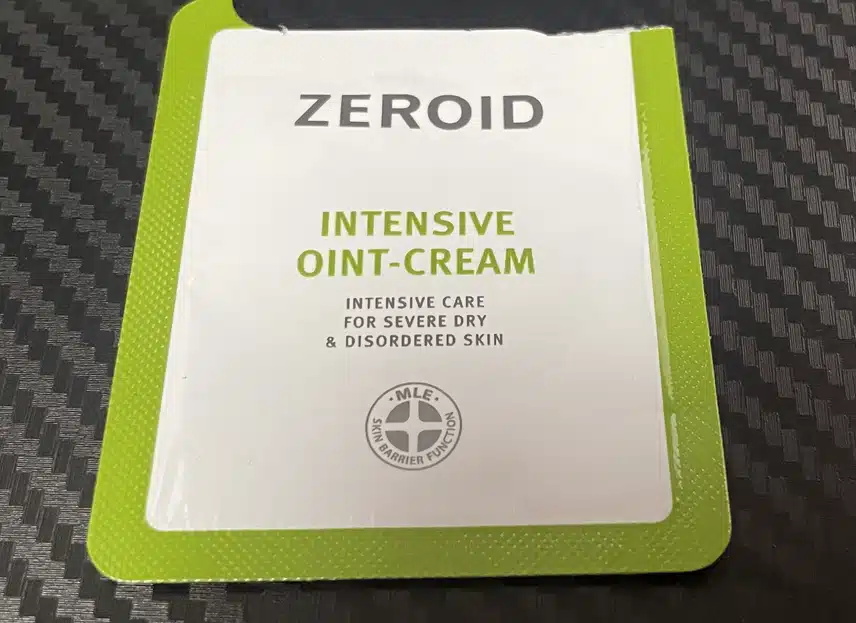 ZEROID
INTENSIVE
OINT-CREAM
INTENSIVE CARE
FOR SEVERE DRY
& DISORDERED SKIN
·MLE·
SKIN BARRIER FUNCTION